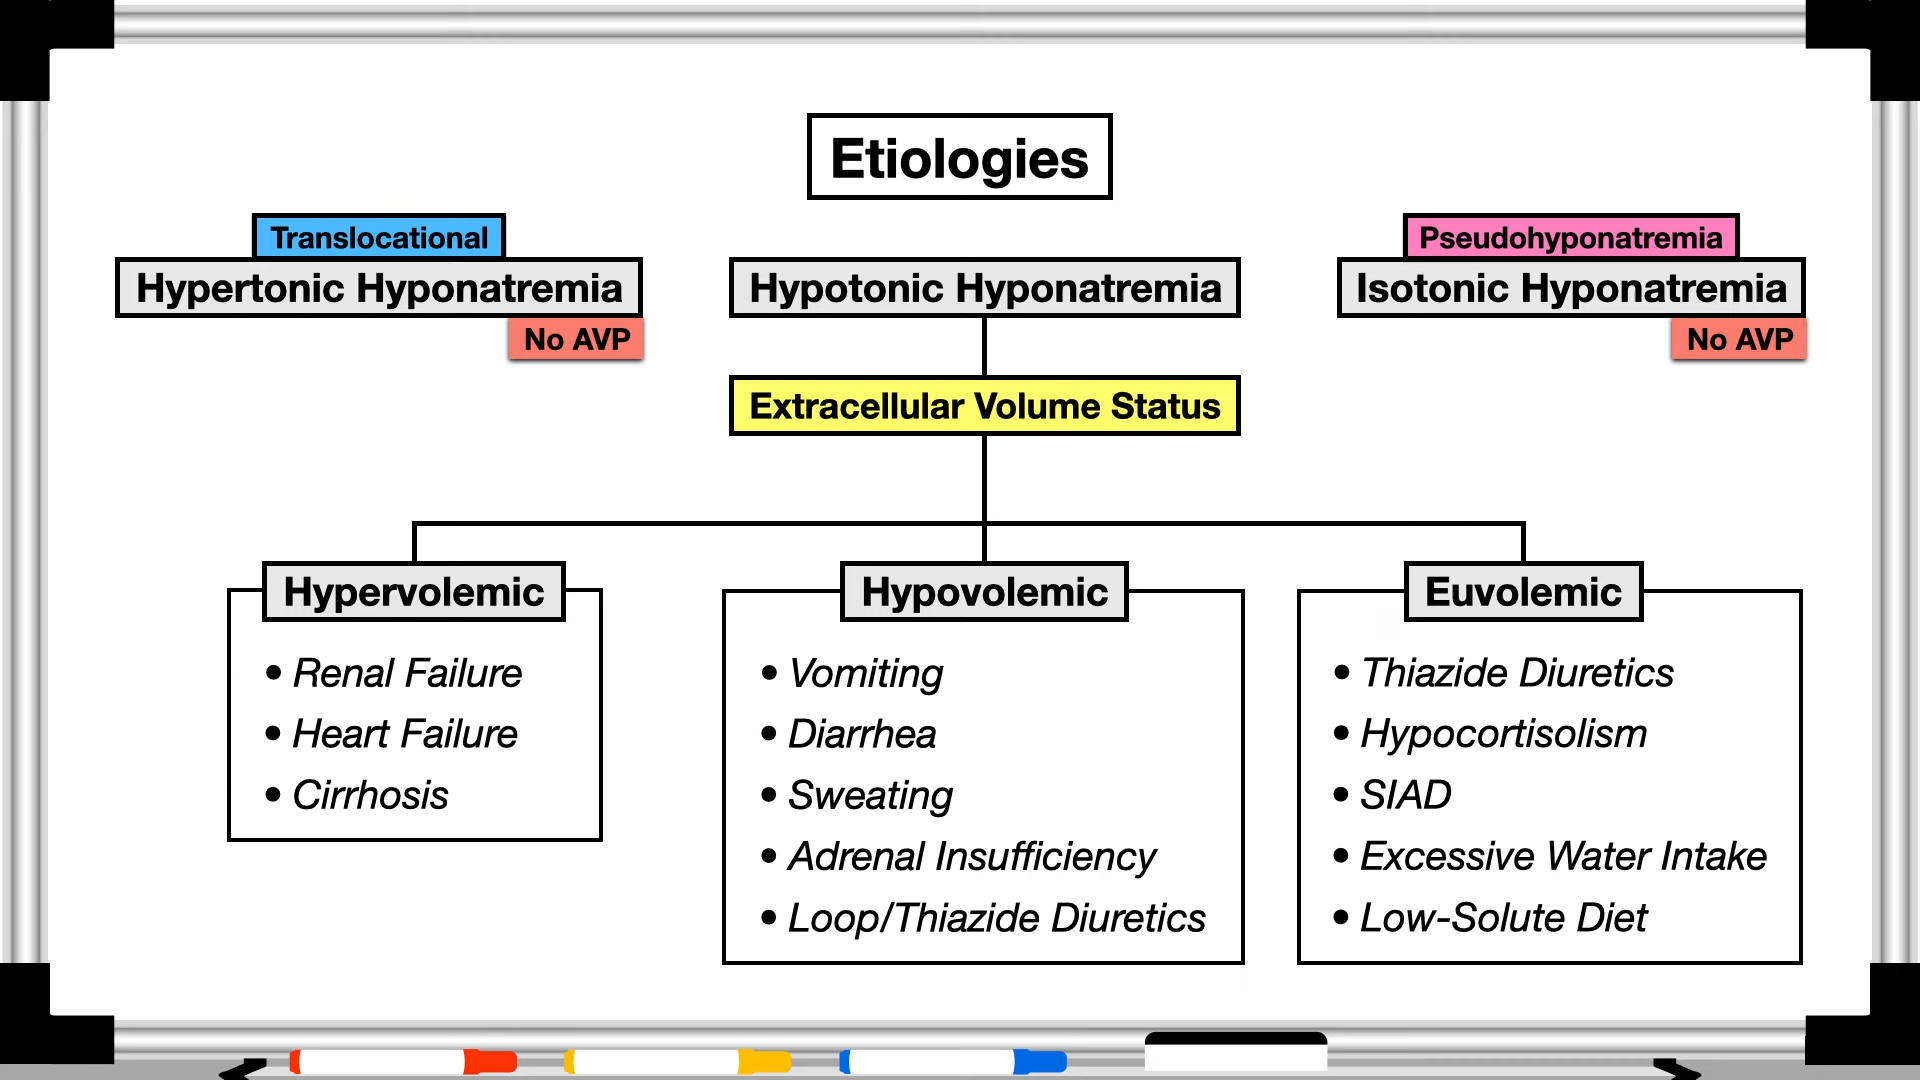 Etiologies
Translocational
Hypertonic Hyponatremia
No AVP
Hypotonic Hyponatremia
Pseudohyponatremia
Isotonic Hyponatremia
No AVP
Extracellular Volume Status
Hypervolemic
• Renal Failure
• Heart Failure
• Cirrhosis
Hypovolemic
• Vomiting
• Diarrhea
• Sweating
• Adrenal Insufficiency
• Loop/Thiazide Diuretics
Euvolemic
• Thiazide Diuretics
• Hypocortisolism
• SIAD
• Excessive Water Intake
• Low-Solute Diet